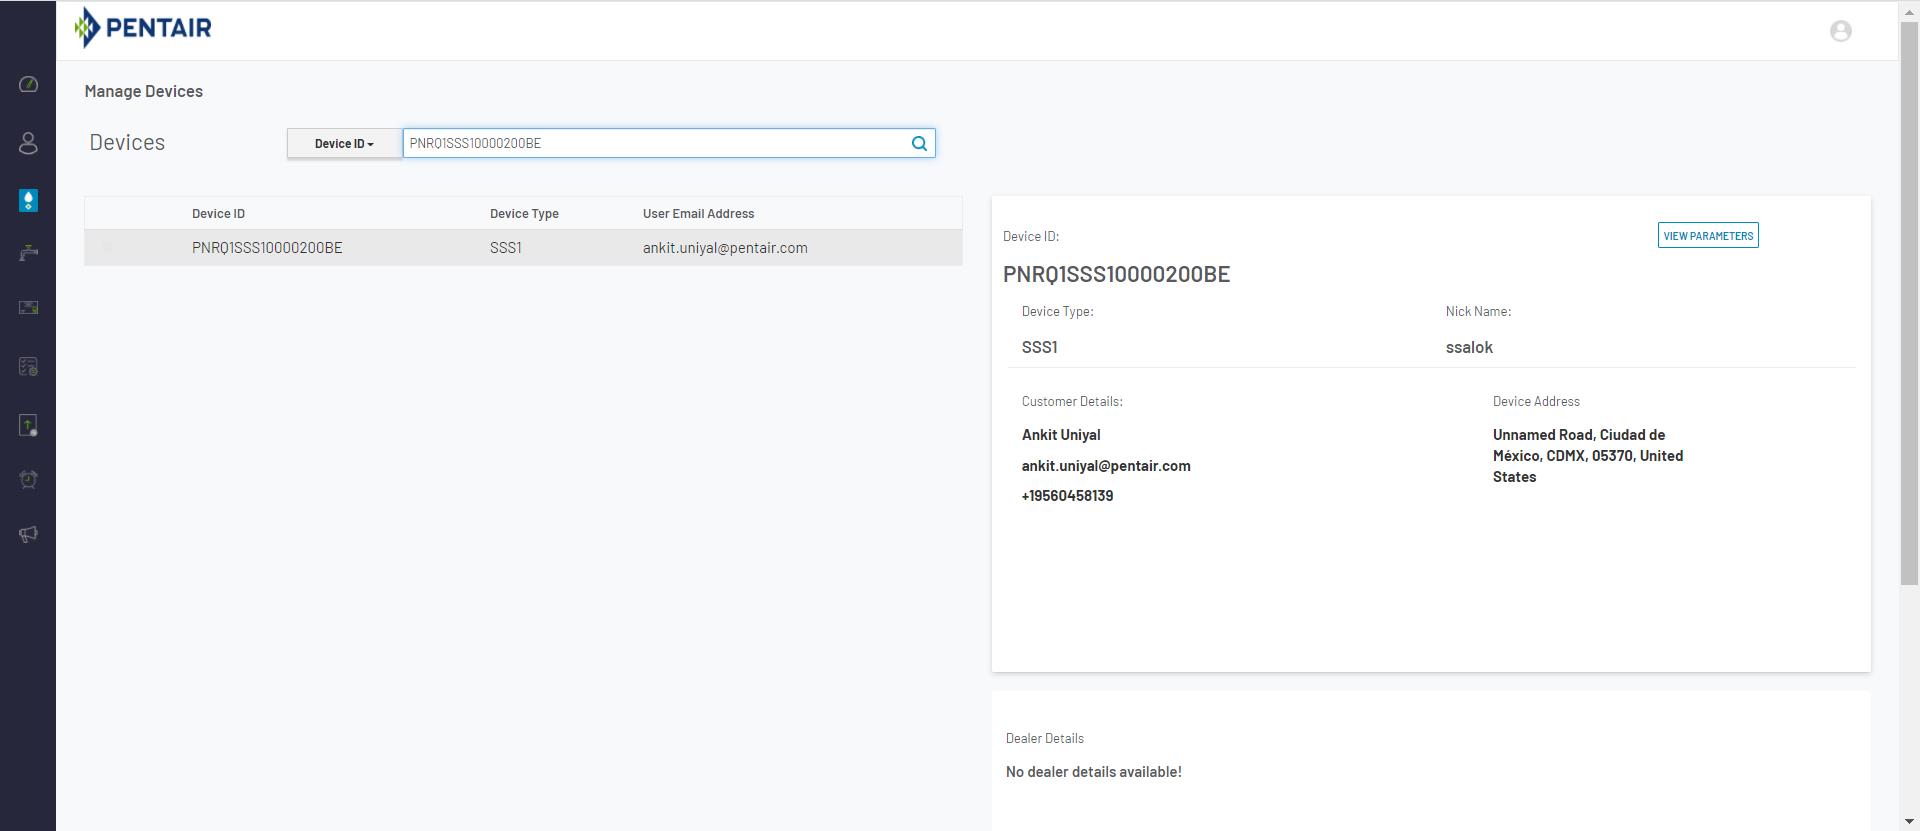 PENTAIR
Manage Devices
Devices
Device ID
PNRQ1SSS10000200BE
Device ID Device Type User Email Address
PNRQ1SSS10000200BE SSS1 ankit.uniyal@pentair.com
Device ID:
VIEW PARAMETERS
PNRQ1SSS10000200BE
Device Type: Nick Name:
SSS1 ssalok
Customer Details:
Ankit Uniyal
ankit.uniyal@pentair.com
+19560458139
Device Address
Unnamed Road, Ciudad de
México, CDMX, 05370, United
States
Dealer Details
No dealer details available!